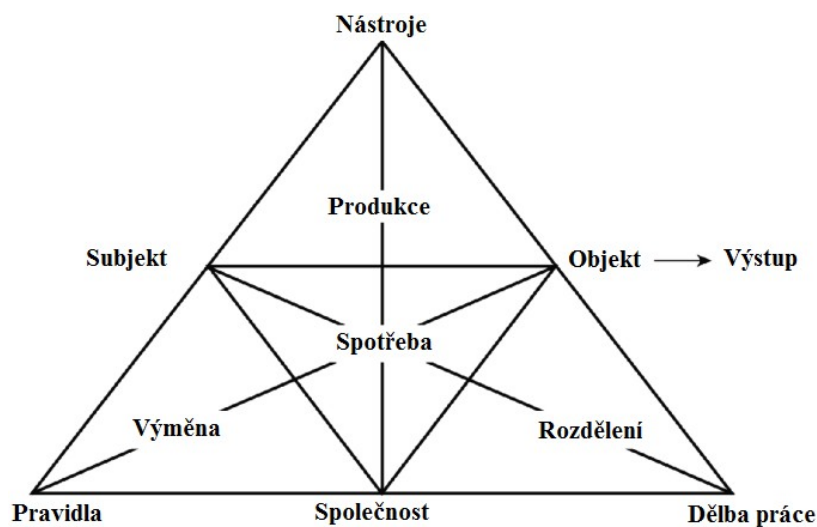 Nástroje
Produkce
Subjekt
Objekt
Výstup
Spotřeba
Výměna
Rozdělení
Pravidla
Společnost
Dělba práce